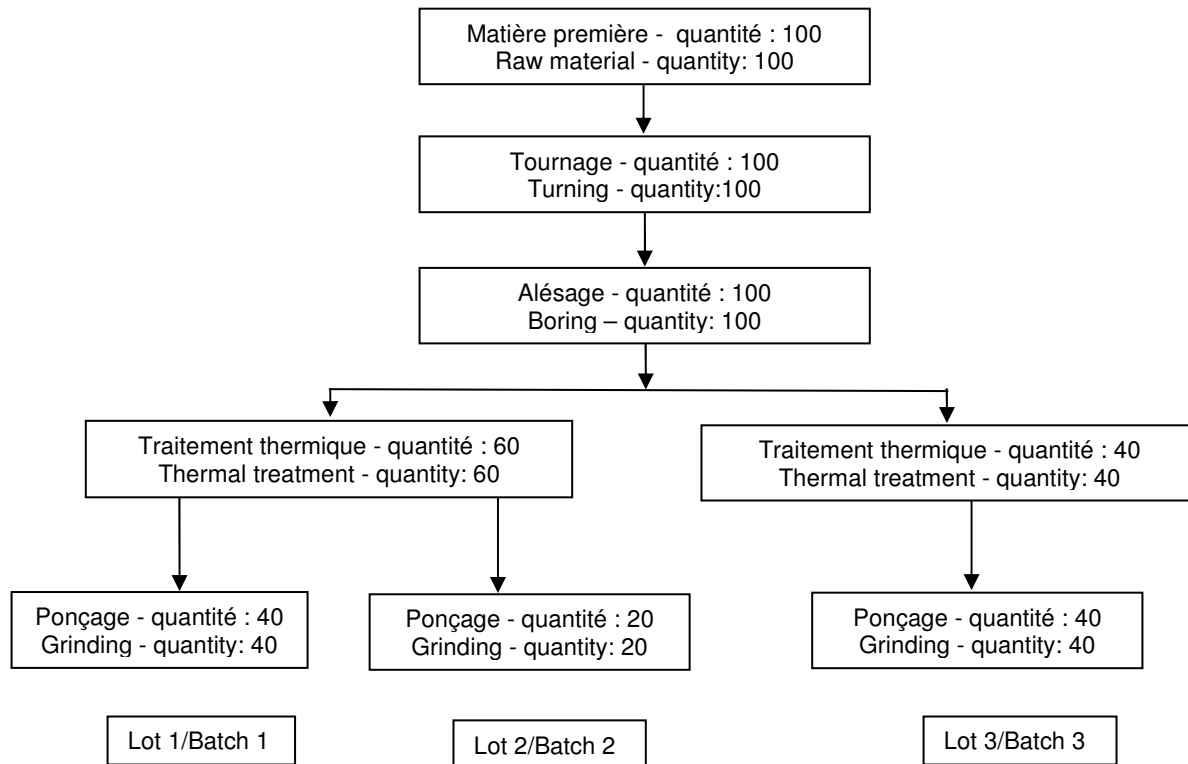 Matière première - quantité : 100
Raw material - quantity: 100
Tournage - quantité : 100
Turning - quantity:100
Alésage - quantité : 100
Boring – quantity: 100
Traitement thermique - quantité : 60
Thermal treatment - quantity: 60
Traitement thermique - quantité : 40
Thermal treatment - quantity: 40
Ponçage - quantité : 40
Grinding - quantity: 40
Ponçage - quantité : 20
Grinding - quantity: 20
Ponçage - quantité : 40
Grinding - quantity: 40
Lot 1/Batch 1
Lot 2/Batch 2
Lot 3/Batch 3